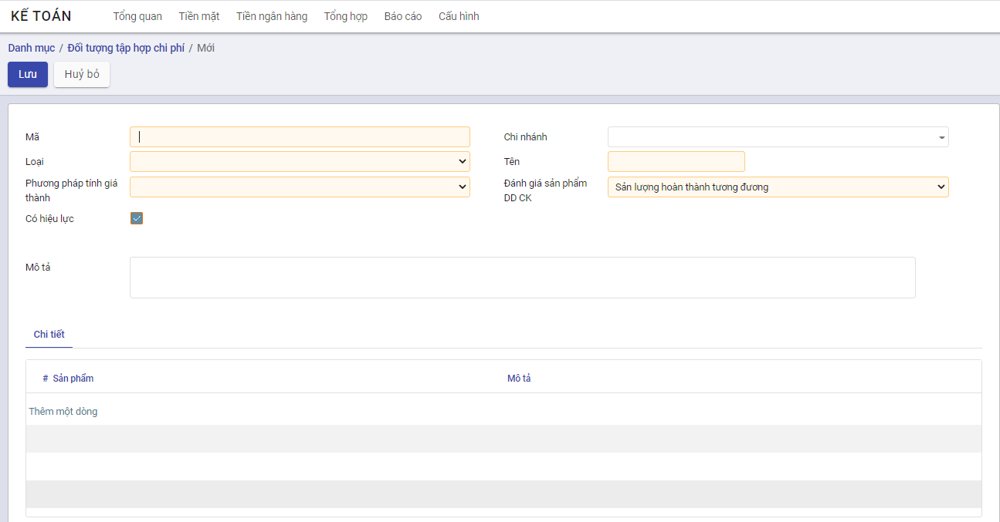 KẾ TOÁN Tổng quan Tiền mặt Tiền ngân hàng Tổng hợp Báo cáo Cấu hình
Danh mục / Đối tượng tập hợp chi phí / Mới
Lưu Huỷ bỏ
Mã Chi nhánh
Loại Tên
Phương pháp tính giá thành
Đánh giá sản phẩm DD CK Sản lượng hoàn thành tương đương
Có hiệu lực
Mô tả
Chi tiết
# Sản phẩm Mô tả
Thêm một dòng